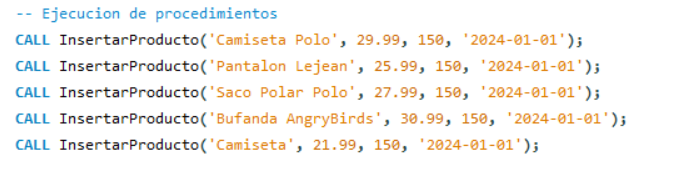 -- Ejecucion de procedimientos
CALL InsertarProducto('Camiseta Polo', 29.99, 150, '2024-01-01');
CALL InsertarProducto('Pantalon Lejean', 25.99, 150, '2024-01-01');
CALL InsertarProducto('Saco Polar Polo', 27.99, 150, '2024-01-01');
CALL InsertarProducto('Bufanda AngryBirds', 30.99, 150, '2024-01-01');
CALL InsertarProducto('Camiseta', 21.99, 150, '2024-01-01');